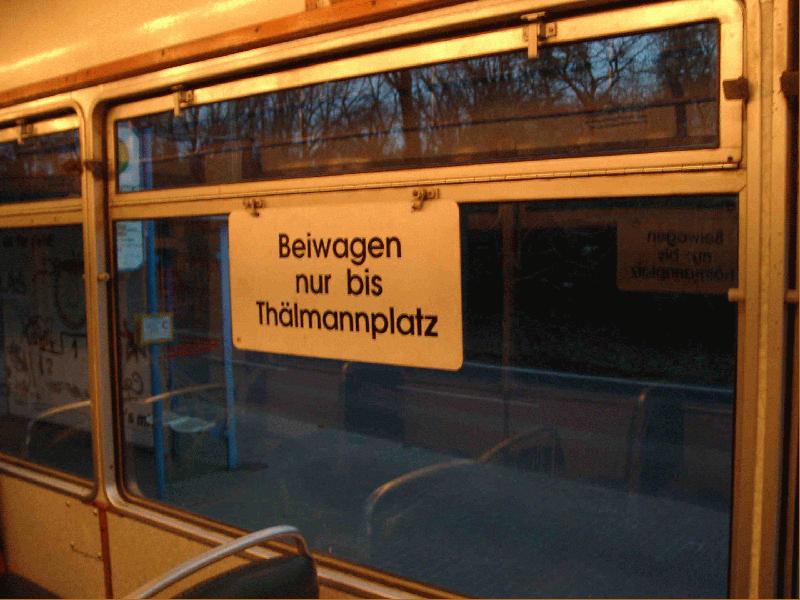 Beiwagen
nur bis
Thälmannplatz